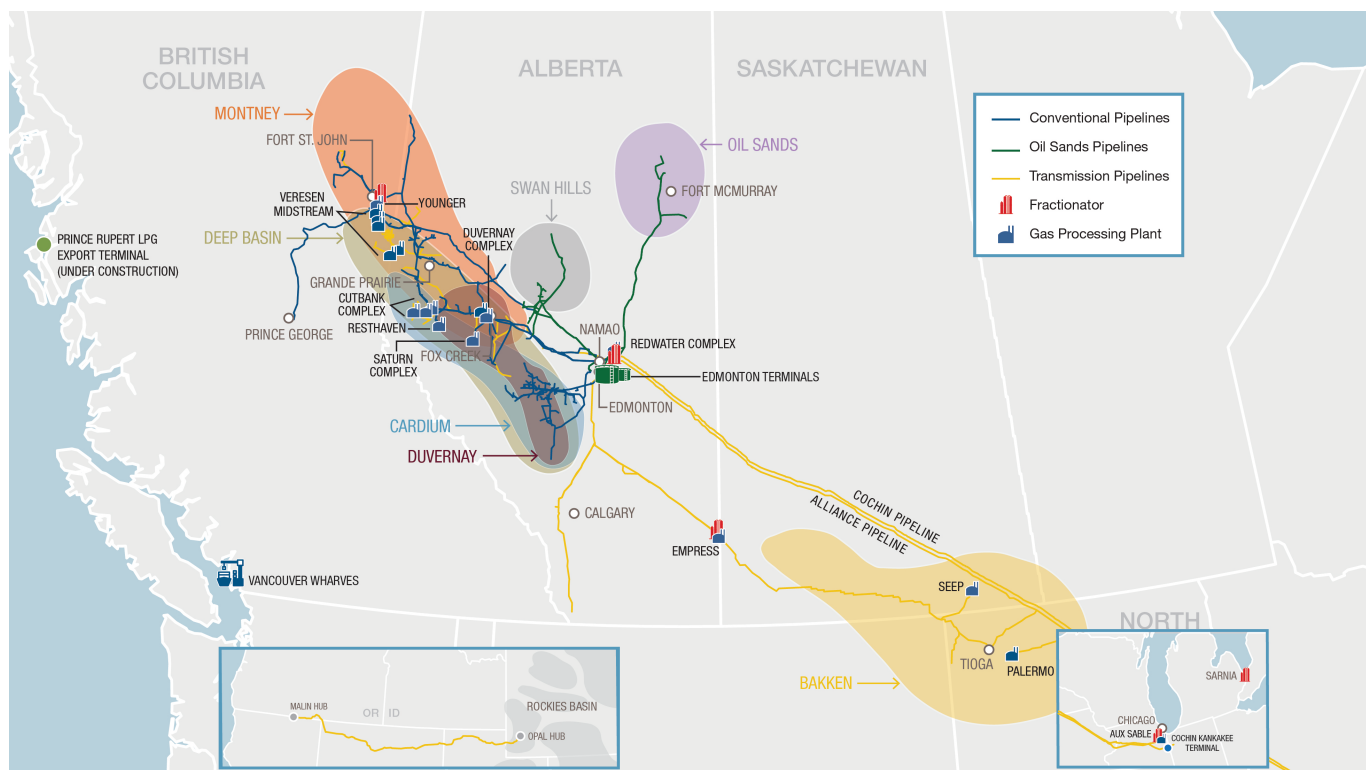 BRITISH
COLUMBIA
ALBERTA
SASKATCHEWAN
MONTNEY
FORT ST. JOHN
OIL SANDS
Conventional Pipelines
Oil Sands Pipelines
Transmission Pipelines
Fractionator
Gas Processing Plant
SWAN HILLS
FORT MCMURRAY
VERESEN
MIDSTREAM
YOUNGER
DEEP BASIN
DUVERNAY
COMPLEX
PRINCE RUPERT LPG
EXPORT TERMINAL
(UNDER CONSTRUCTION)
GRANDE PRAIRIE
CUTBANK
COMPLEX
RESTHAVEN
PRINCE GEORGE
SATURN
COMPLEX
FOX CREEK
NAMAO
REDWATER COMPLEX
EDMONTON TERMINALS
EDMONTON
CARDIUM
DUVERNAY
CALGARY
COCHIN PIPELINE
ALLIANCE PIPELINE
EMPRESS
VANCOUVER WHARVES
SEEP
NORTH
TIOGA
PALERMO
BAKKEN
MALIN HUB
OR
ID
ROCKIES BASIN
OPAL HUB
SARNIA
CHICAGO
AUX SABLE
COCHIN KANKAKEE
TERMINAL